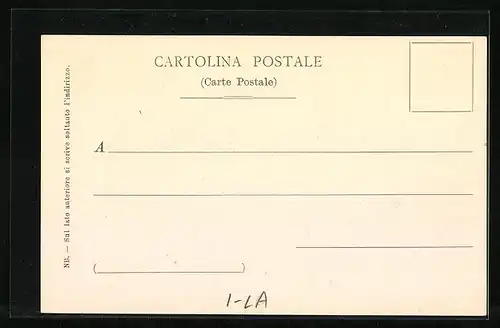 CARTOLINA POSTALE
(Carte Postale)
A
NB. — Sul lato anteriore si scrive soltanto l'indirizzo.
1-LA